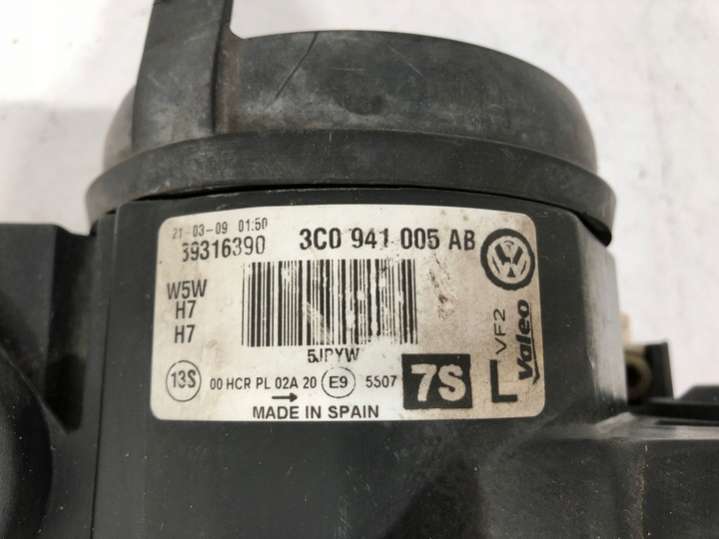 21-03-09 01:50
39316390 3C0 941 005 AB
W5W
H7
H7
5JPYW
VF2
Valeo
13S 00 HCR PL 02A 20 E9 5507 7S L
→
MADE IN SPAIN